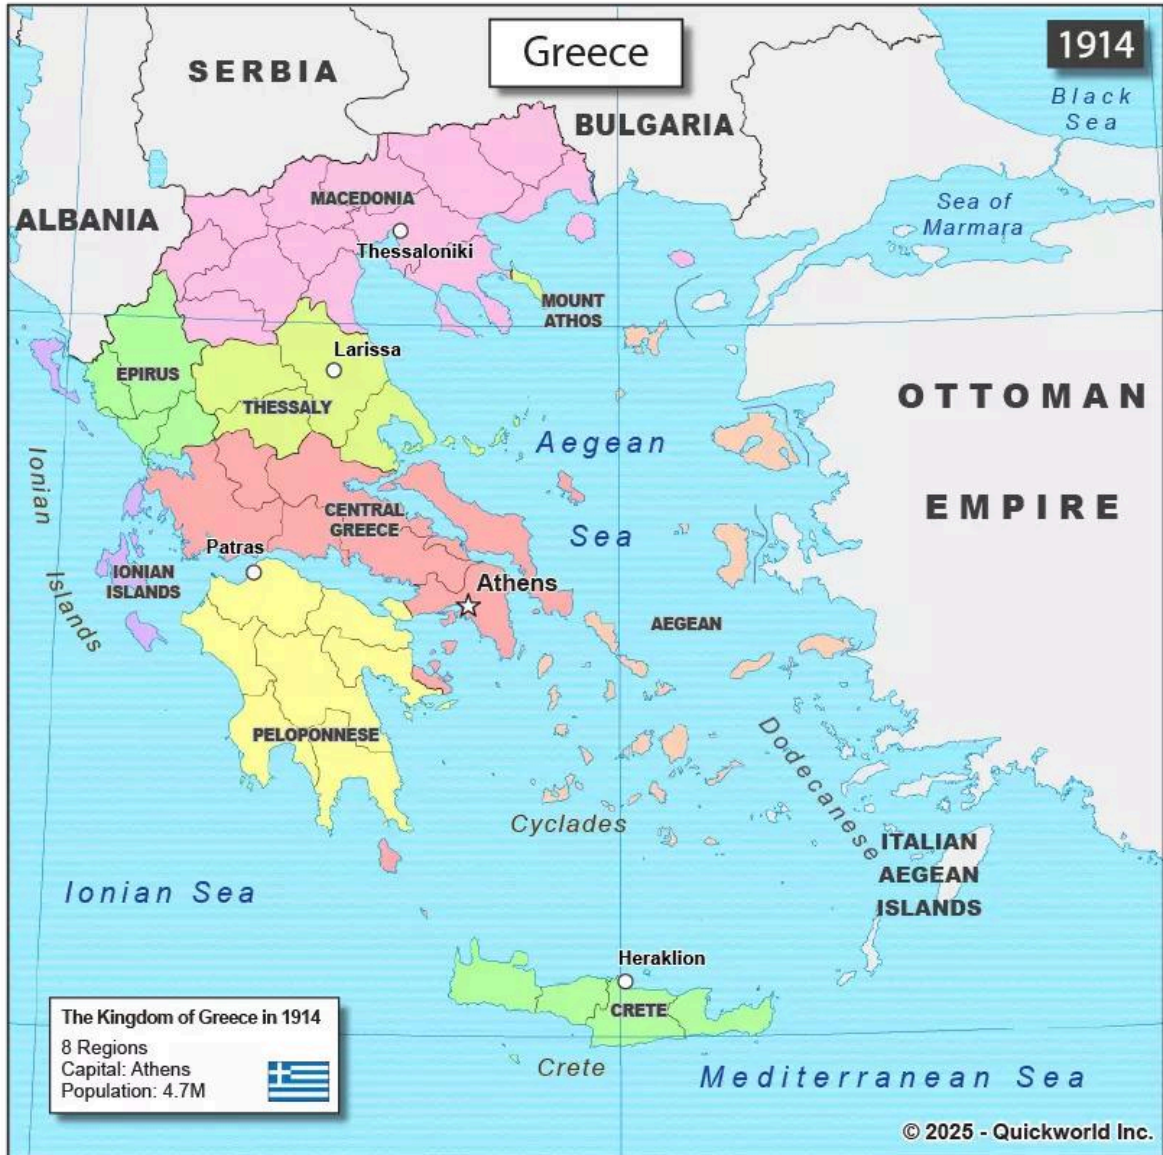 Greece
1914
SERBIA
BULGARIA
Black
Sea
MACEDONIA
ALBANIA
Sea of
Marmara
Thessaloniki
MOUNT
ATHOS
Larissa
EPIRUS
THESSALY
OTTOMAN
EMPIRE
Aegean
Sea
Ionian
Islands
CENTRAL
GREECE
Patras
IONIAN
ISLANDS
Athens
AEGEAN
PELOPONNESE
Dodecanese
Cyclades
ITALIAN
AEGEAN
ISLANDS
Ionian Sea
Heraklion
CRETE
Crete
Mediterranean Sea
The Kingdom of Greece in 1914
8 Regions
Capital: Athens
Population: 4.7M
© 2025 - Quickworld Inc.